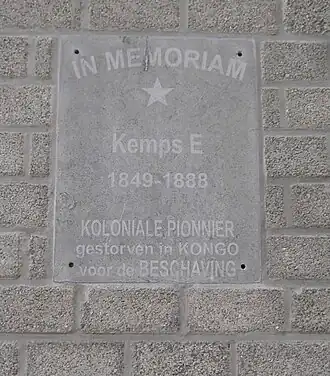 IN MEMORIAM
Kemps E
1849-1888
KOLONIALE PIONNIER
gestorven in KONGO
voor de BESCHAVING